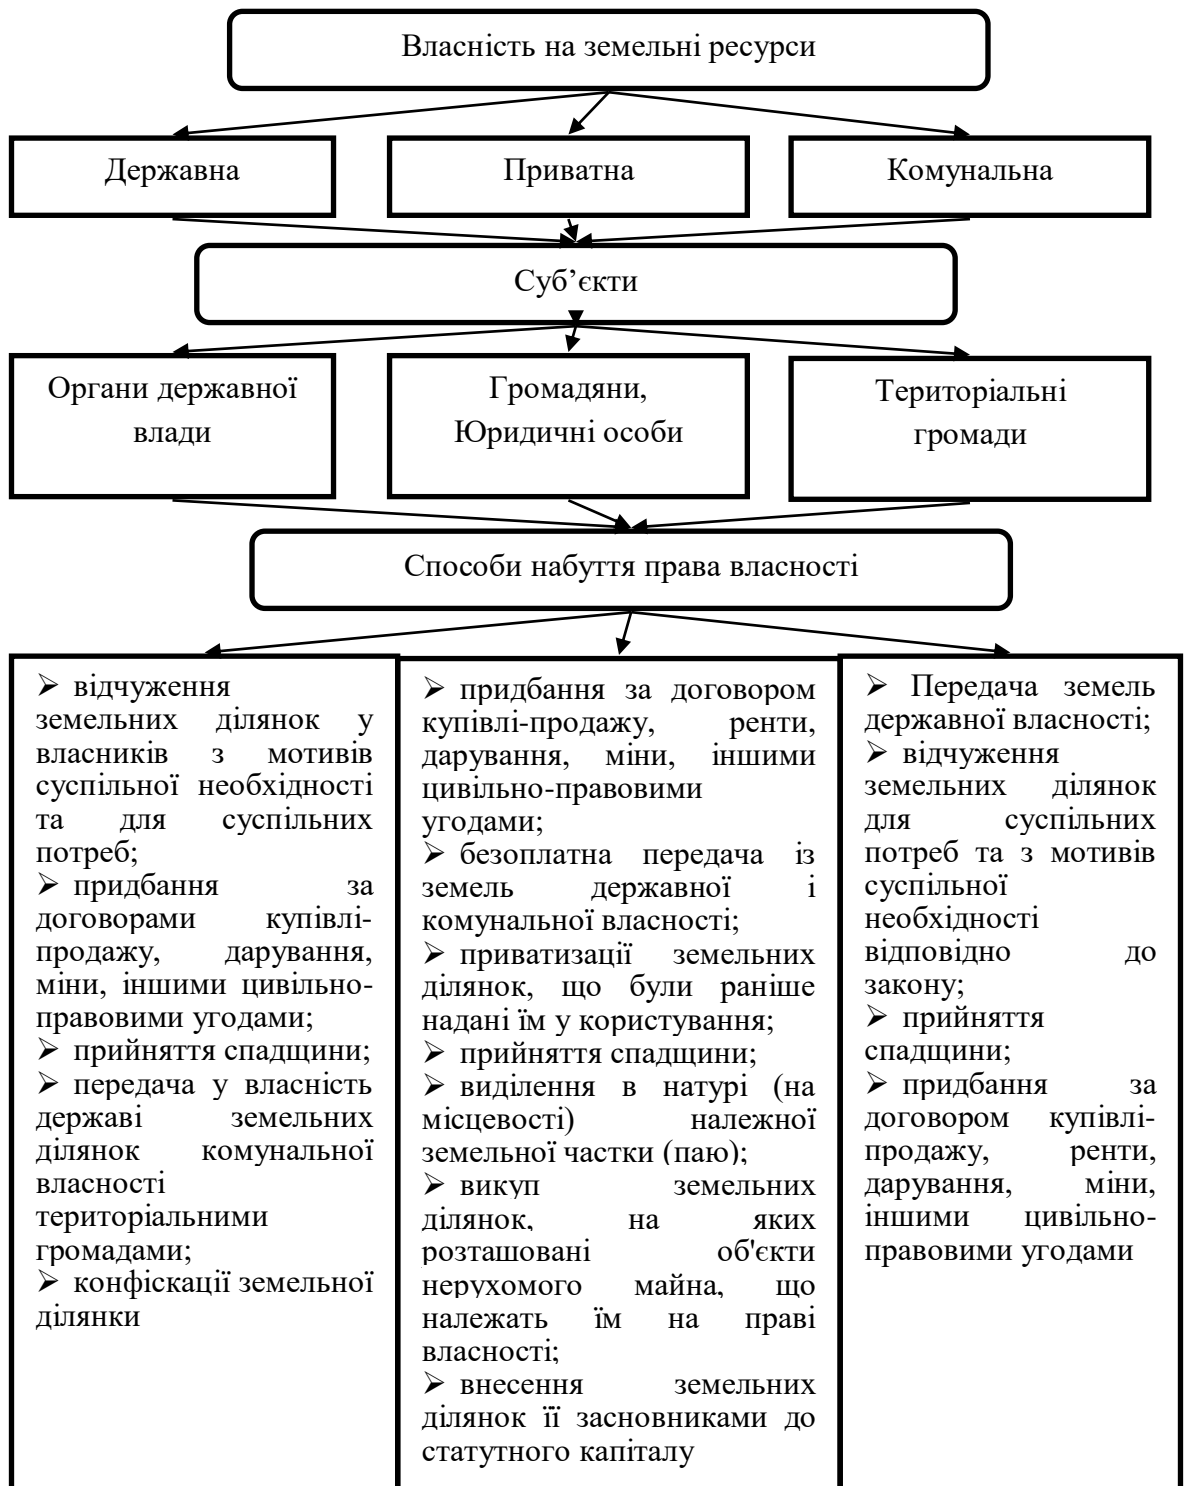 Власність на земельні ресурси
Державна
Приватна
Комунальна
Суб’єкти
Органи державної
влади
Громадяни,
Юридичні особи
Територіальні
громади
Способи набуття права власності
➢ відчуження
земельних ділянок у
власників з мотивів
суспільної необхідності
та для суспільних
потреб;
➢ придбання за
договорами купівлі-
продажу, дарування,
міни, іншими цивільно-
правовими угодами;
➢ прийняття спадщини;
➢ передача у власність
державі земельних
ділянок комунальної
власності
територіальними
громадами;
➢ конфіскації земельної
ділянки
➢ придбання за договором
купівлі-продажу, ренти,
дарування, міни, іншими
цивільно-правовими
угодами;
➢ безоплатна передача із
земель державної і
комунальної власності;
➢ приватизації земельних
ділянок, що були раніше
надані їм у користування;
➢ прийняття спадщини;
➢ виділення в натурі (на
місцевості) належної
земельної частки (паю);
➢ викуп земельних
ділянок, на яких
розташовані об'єкти
нерухомого майна, що
належать їм на праві
власності;
➢ внесення земельних
ділянок її засновниками до
статутного капіталу
➢ Передача земель
державної власності;
➢ відчуження
земельних ділянок
для суспільних
потреб та з мотивів
суспільної
необхідності
відповідно до
закону;
➢ прийняття
спадщини;
➢ придбання за
договором купівлі-
продажу, ренти,
дарування, міни,
іншими цивільно-
правовими угодами